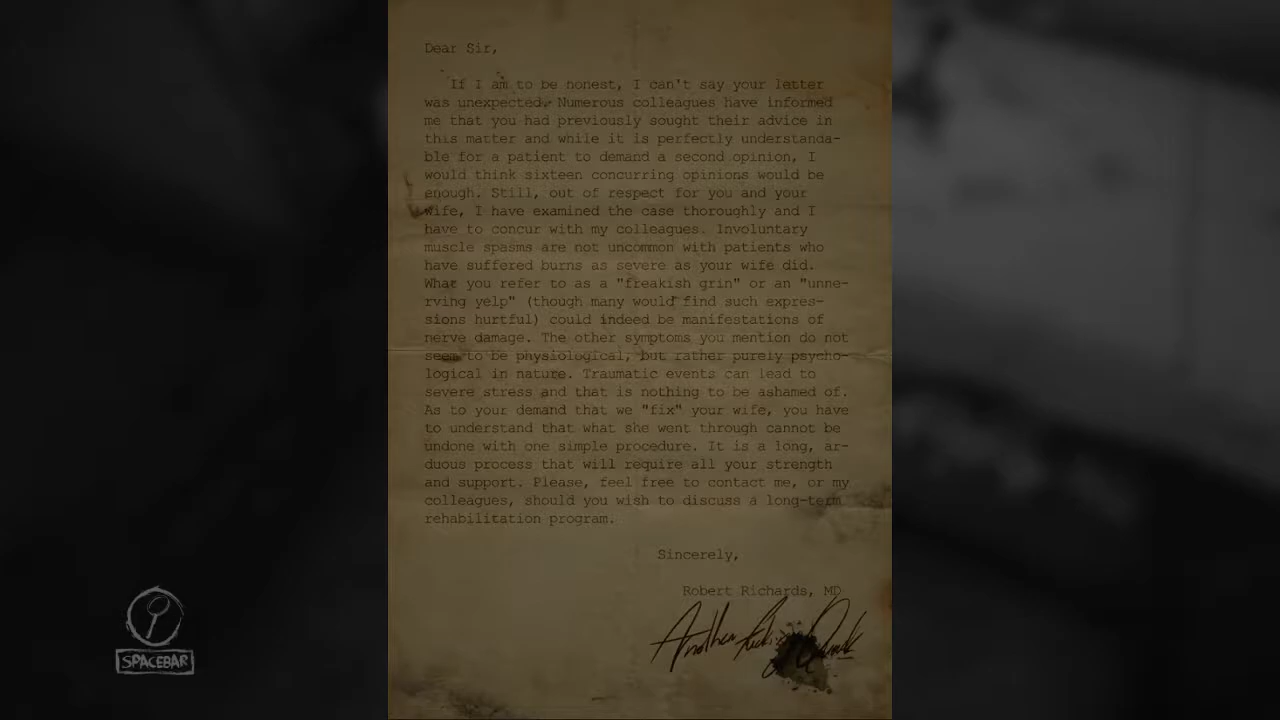 Dear Sir,
If I am to be nonest, I can't say your letter
was unexpected. Numerous colleagues have informed
me that you had previously sought their advice in
this matter and while it is perfectly understanda-
ble for a patient to demand a second opinion, I
would think sixteen concurring opinions would be
enough. Still, out of respect for you and your
wife, I have examined the case thoroughly and I
have to concur with my colleagues. Involuntary
muscle spasms are not uncommon with patients who
have suffered burns as severe as your wife did.
What you refer to as a "freakish grin" or an "unne-
rving yelp" (though many would find such expres-
sions hurtful) could indeed be manifestations of
nerve damage. The other symptoms you mention do not
seem to be physiological, but rather purely psycho-
logical in nature. Traumatic events can lead to
severe stress and that is nothing to be ashamed of.
As to your demand that we "fix" your wife, you have
to understand that what she went through cannot be
undone with one simple procedure. It is a long, ar-
duous process that will require all your strength
and support. Please, feel free to contact me, or my
colleagues, should you wish to discuss a long-term
rehabilitation program.
Sincerely,
Robert Richards, MD
Another
SPACEBAR